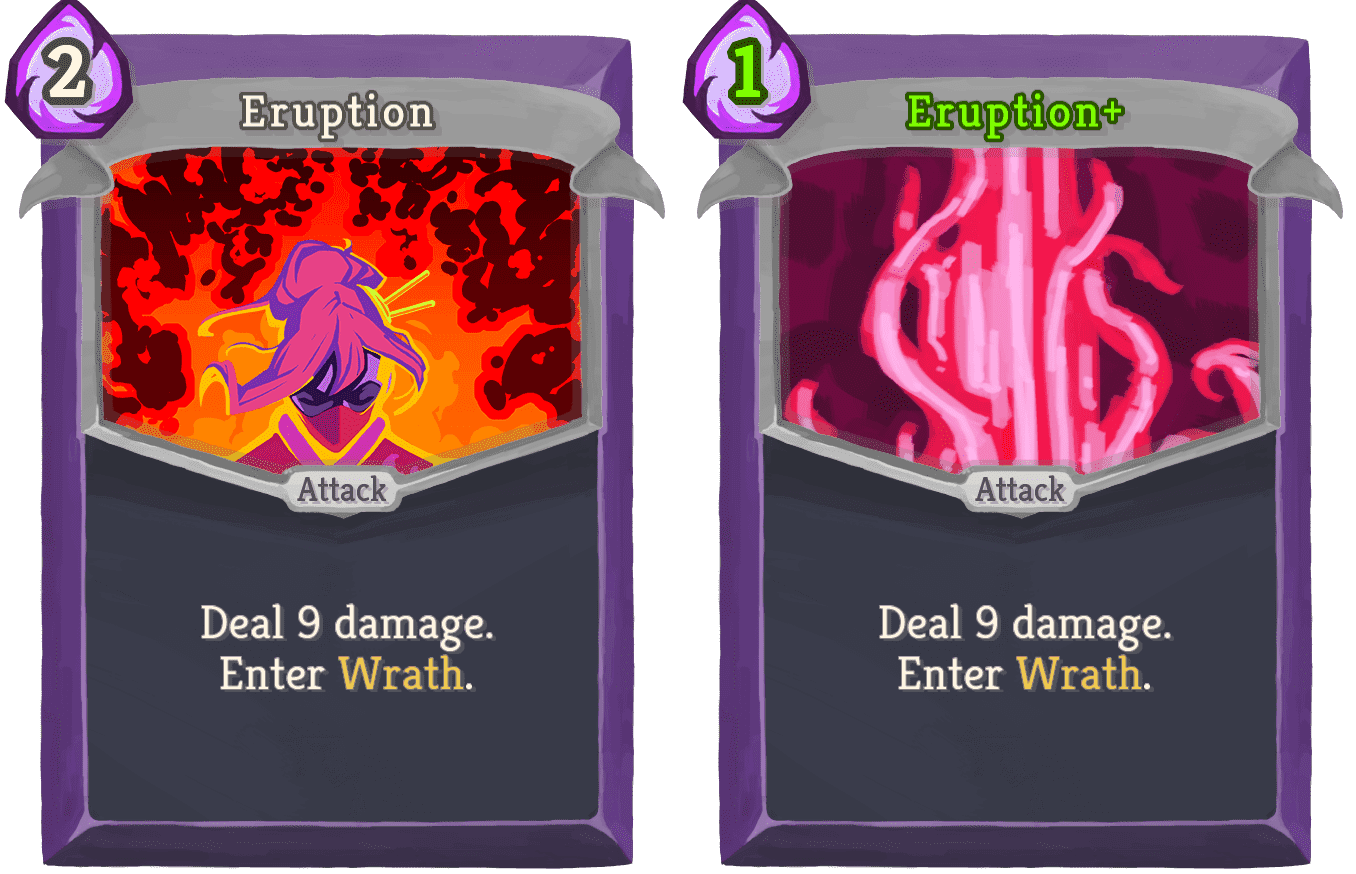 2
Eruption
Attack
Deal 9 damage.
Enter Wrath.
1
Eruption+
Attack
Deal 9 damage.
Enter Wrath.